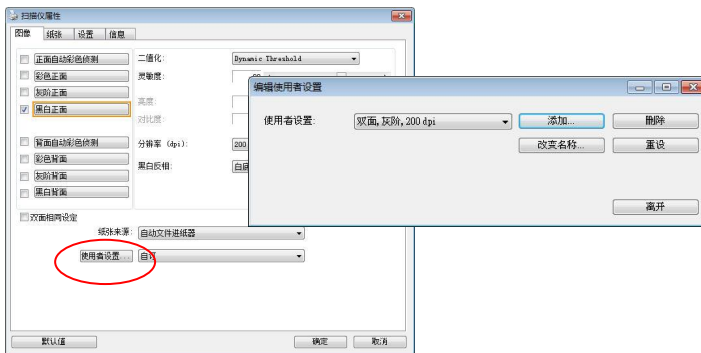 扫描仪属性
图像 纸张 设置 信息
正面自动彩色侦测
彩色正面
灰阶正面
黑白正面
背面自动彩色侦测
彩色背面
灰阶背面
黑白背面
二值化: Dynamic Threshold
灵敏度:
亮度:
对比度:
分辨率 (dpi): 200
黑白反相:
双面相同设定
纸张来源: 自动文件进纸器
使用者设置... 自订
默认值 确定 取消
编辑使用者设置
使用者设置: 双面, 灰阶, 200 dpi 添加... 删除
改变名称... 重设
离开